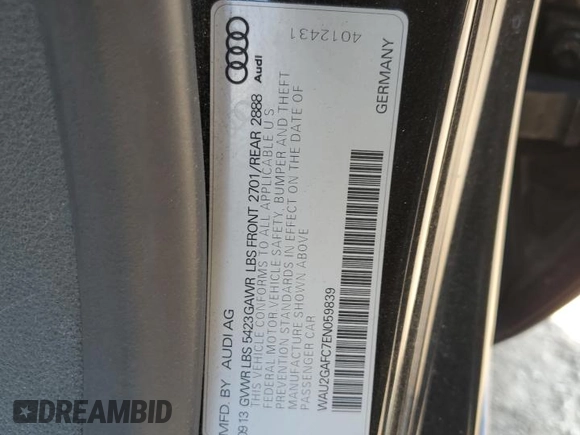 4012431
Audi
GERMANY
MFD. BY AUDI AG
0913 GVWR LBS 5423 GAWR LBS FRONT 2701/REAR 2888
THIS VEHICLE CONFORMS TO ALL APPLICABLE U S
FEDERAL MOTOR VEHICLE SAFETY, BUMPER AND THEFT
PREVENTION STANDARDS IN EFFECT ON THE DATE OF
MANUFACTURE SHOWN ABOVE
PASSENGER CAR
WAU2GAFC7EN059839
REBIDMOTORS